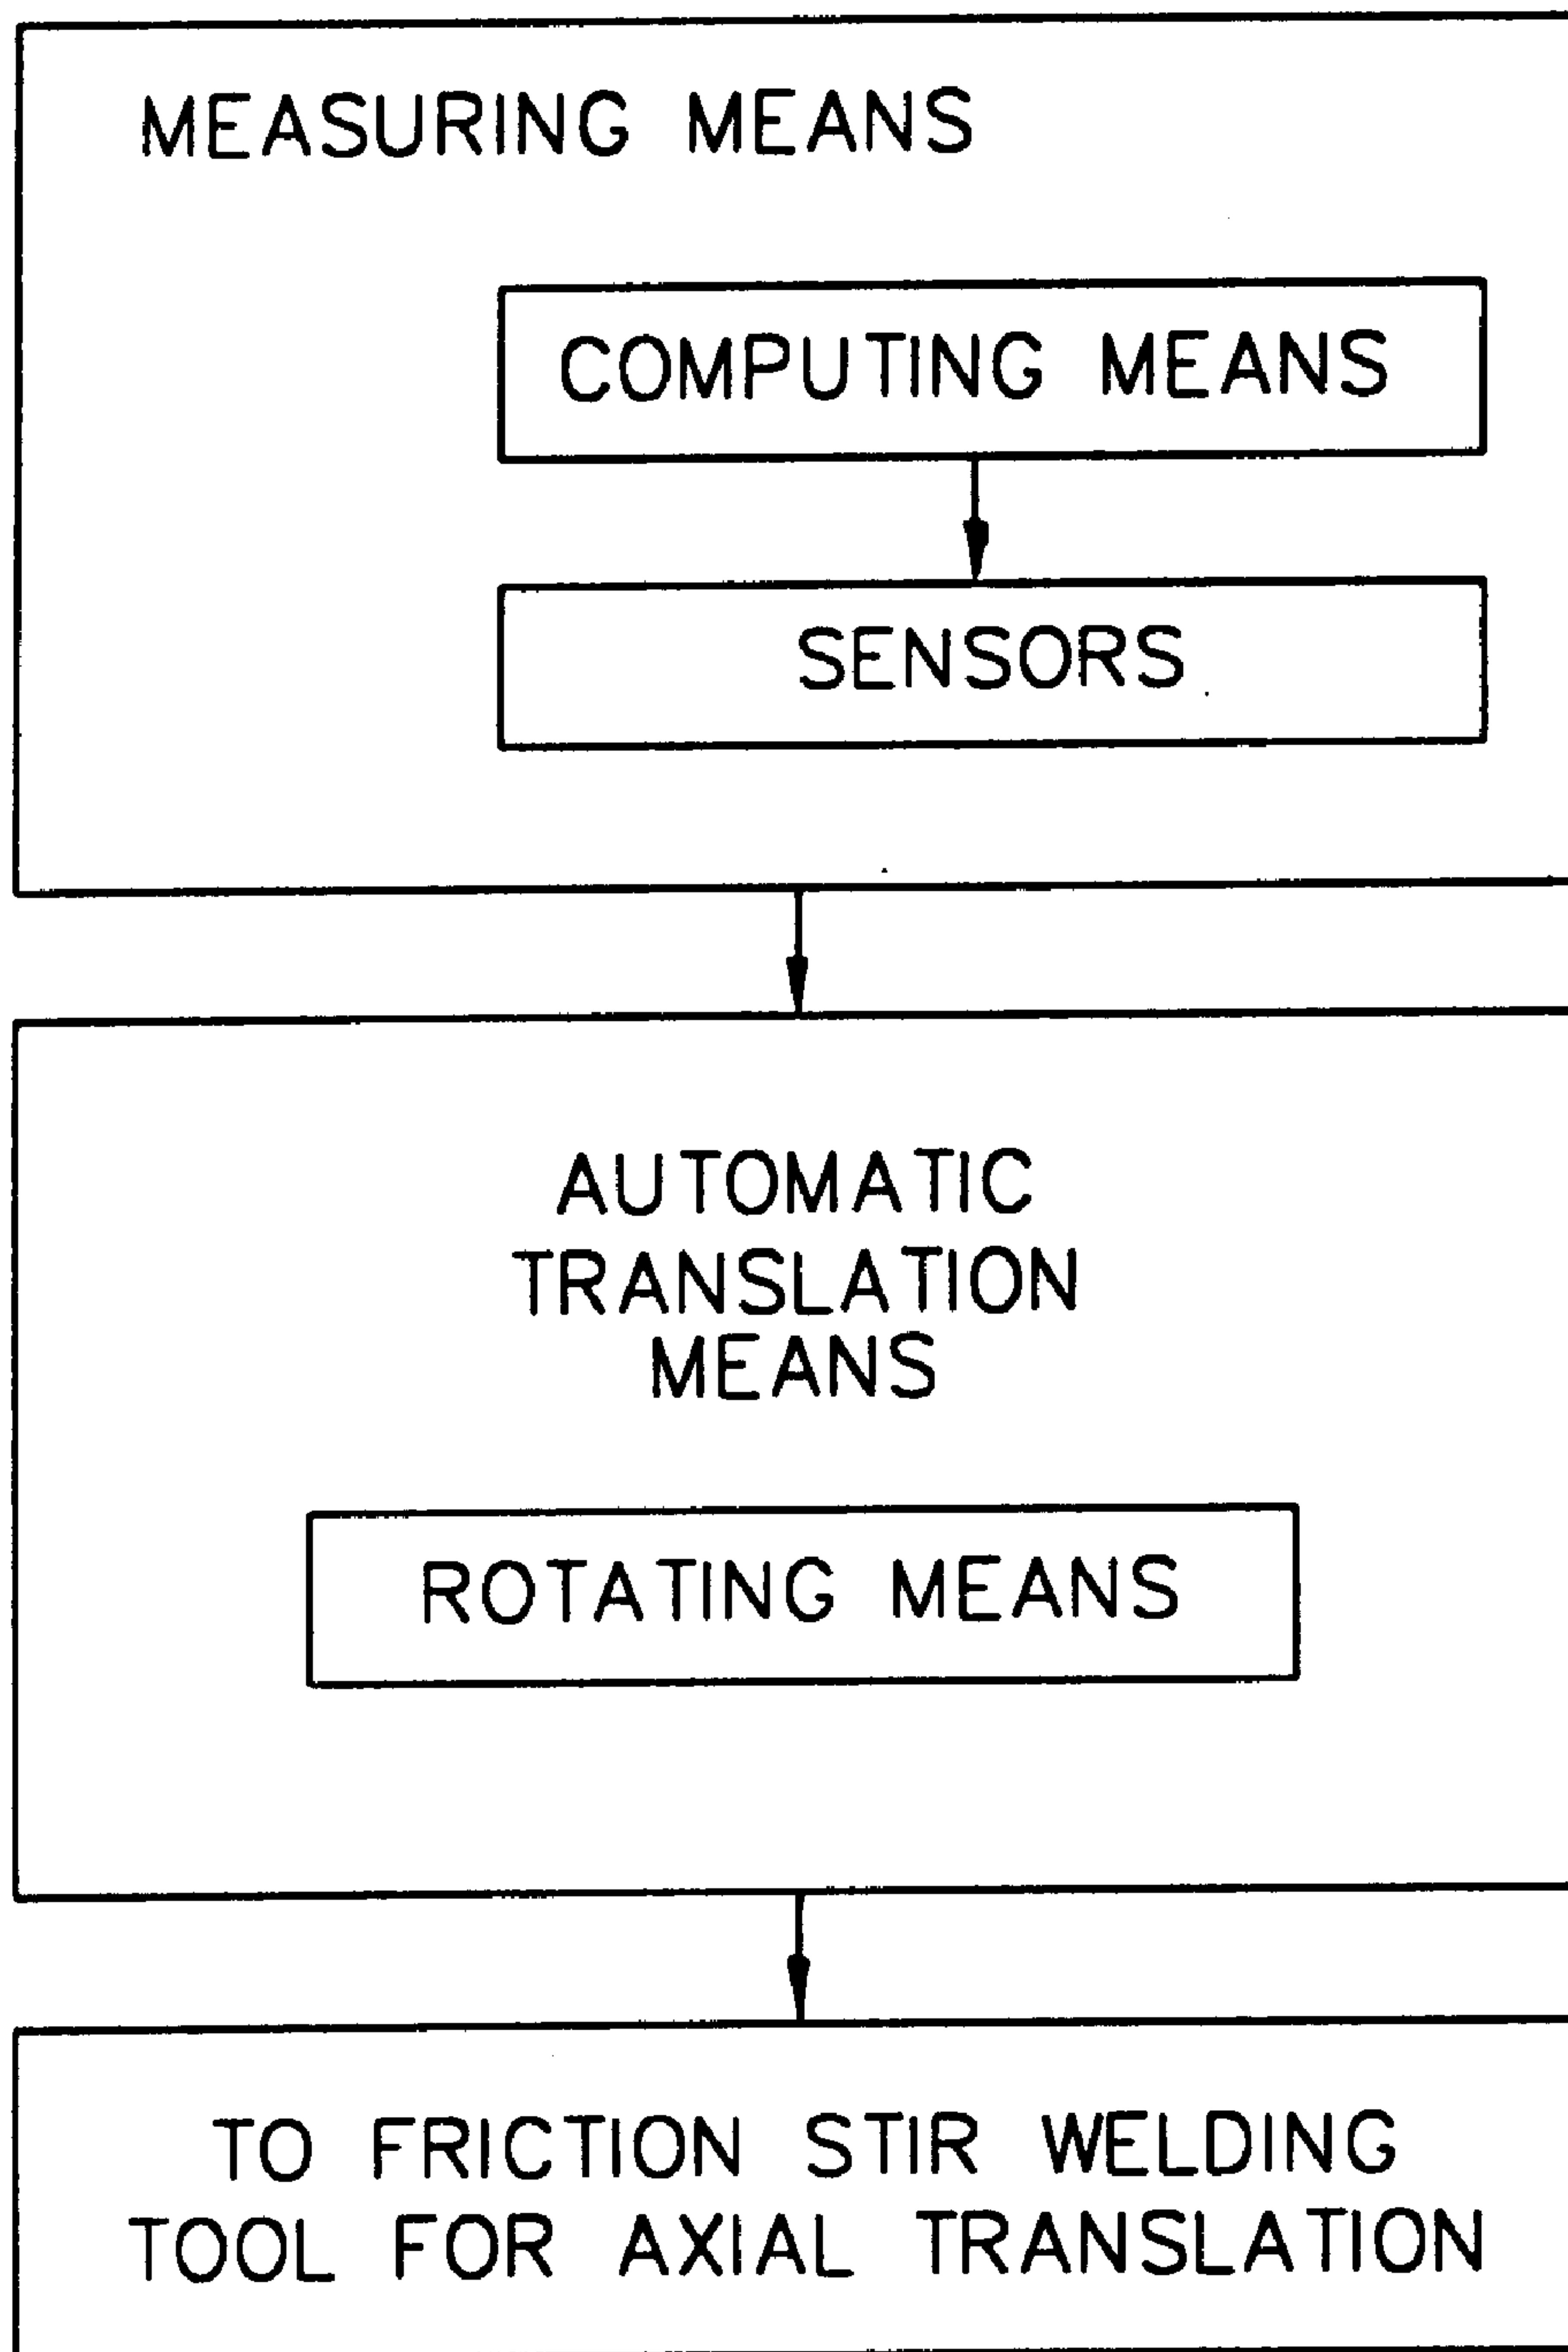 MEASURING MEANS
COMPUTING MEANS
SENSORS
AUTOMATIC
TRANSLATION
MEANS
ROTATING MEANS
TO FRICTION STIR WELDING
TOOL FOR AXIAL TRANSLATION